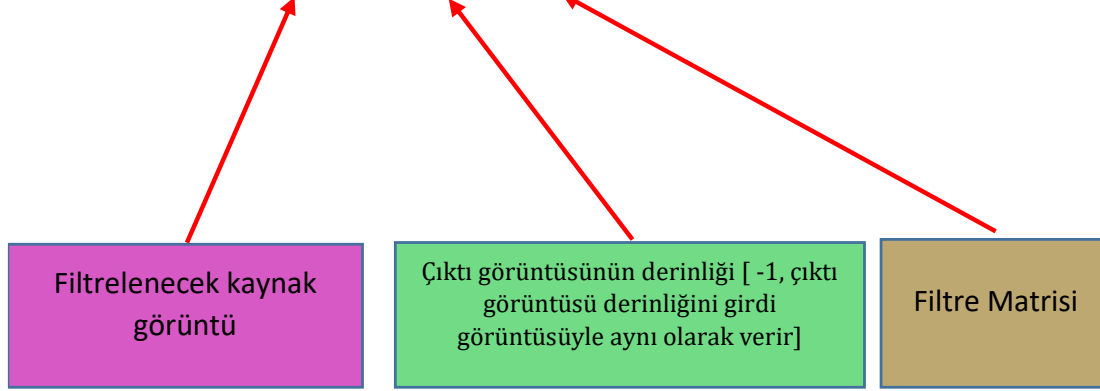 Filtrelenecek kaynak
görüntü
Çıktı görüntüsünün derinliği [ -1, çıktı
görüntüsü derinliğini girdi
görüntüsüyle aynı olarak verir]
Filtre Matrisi